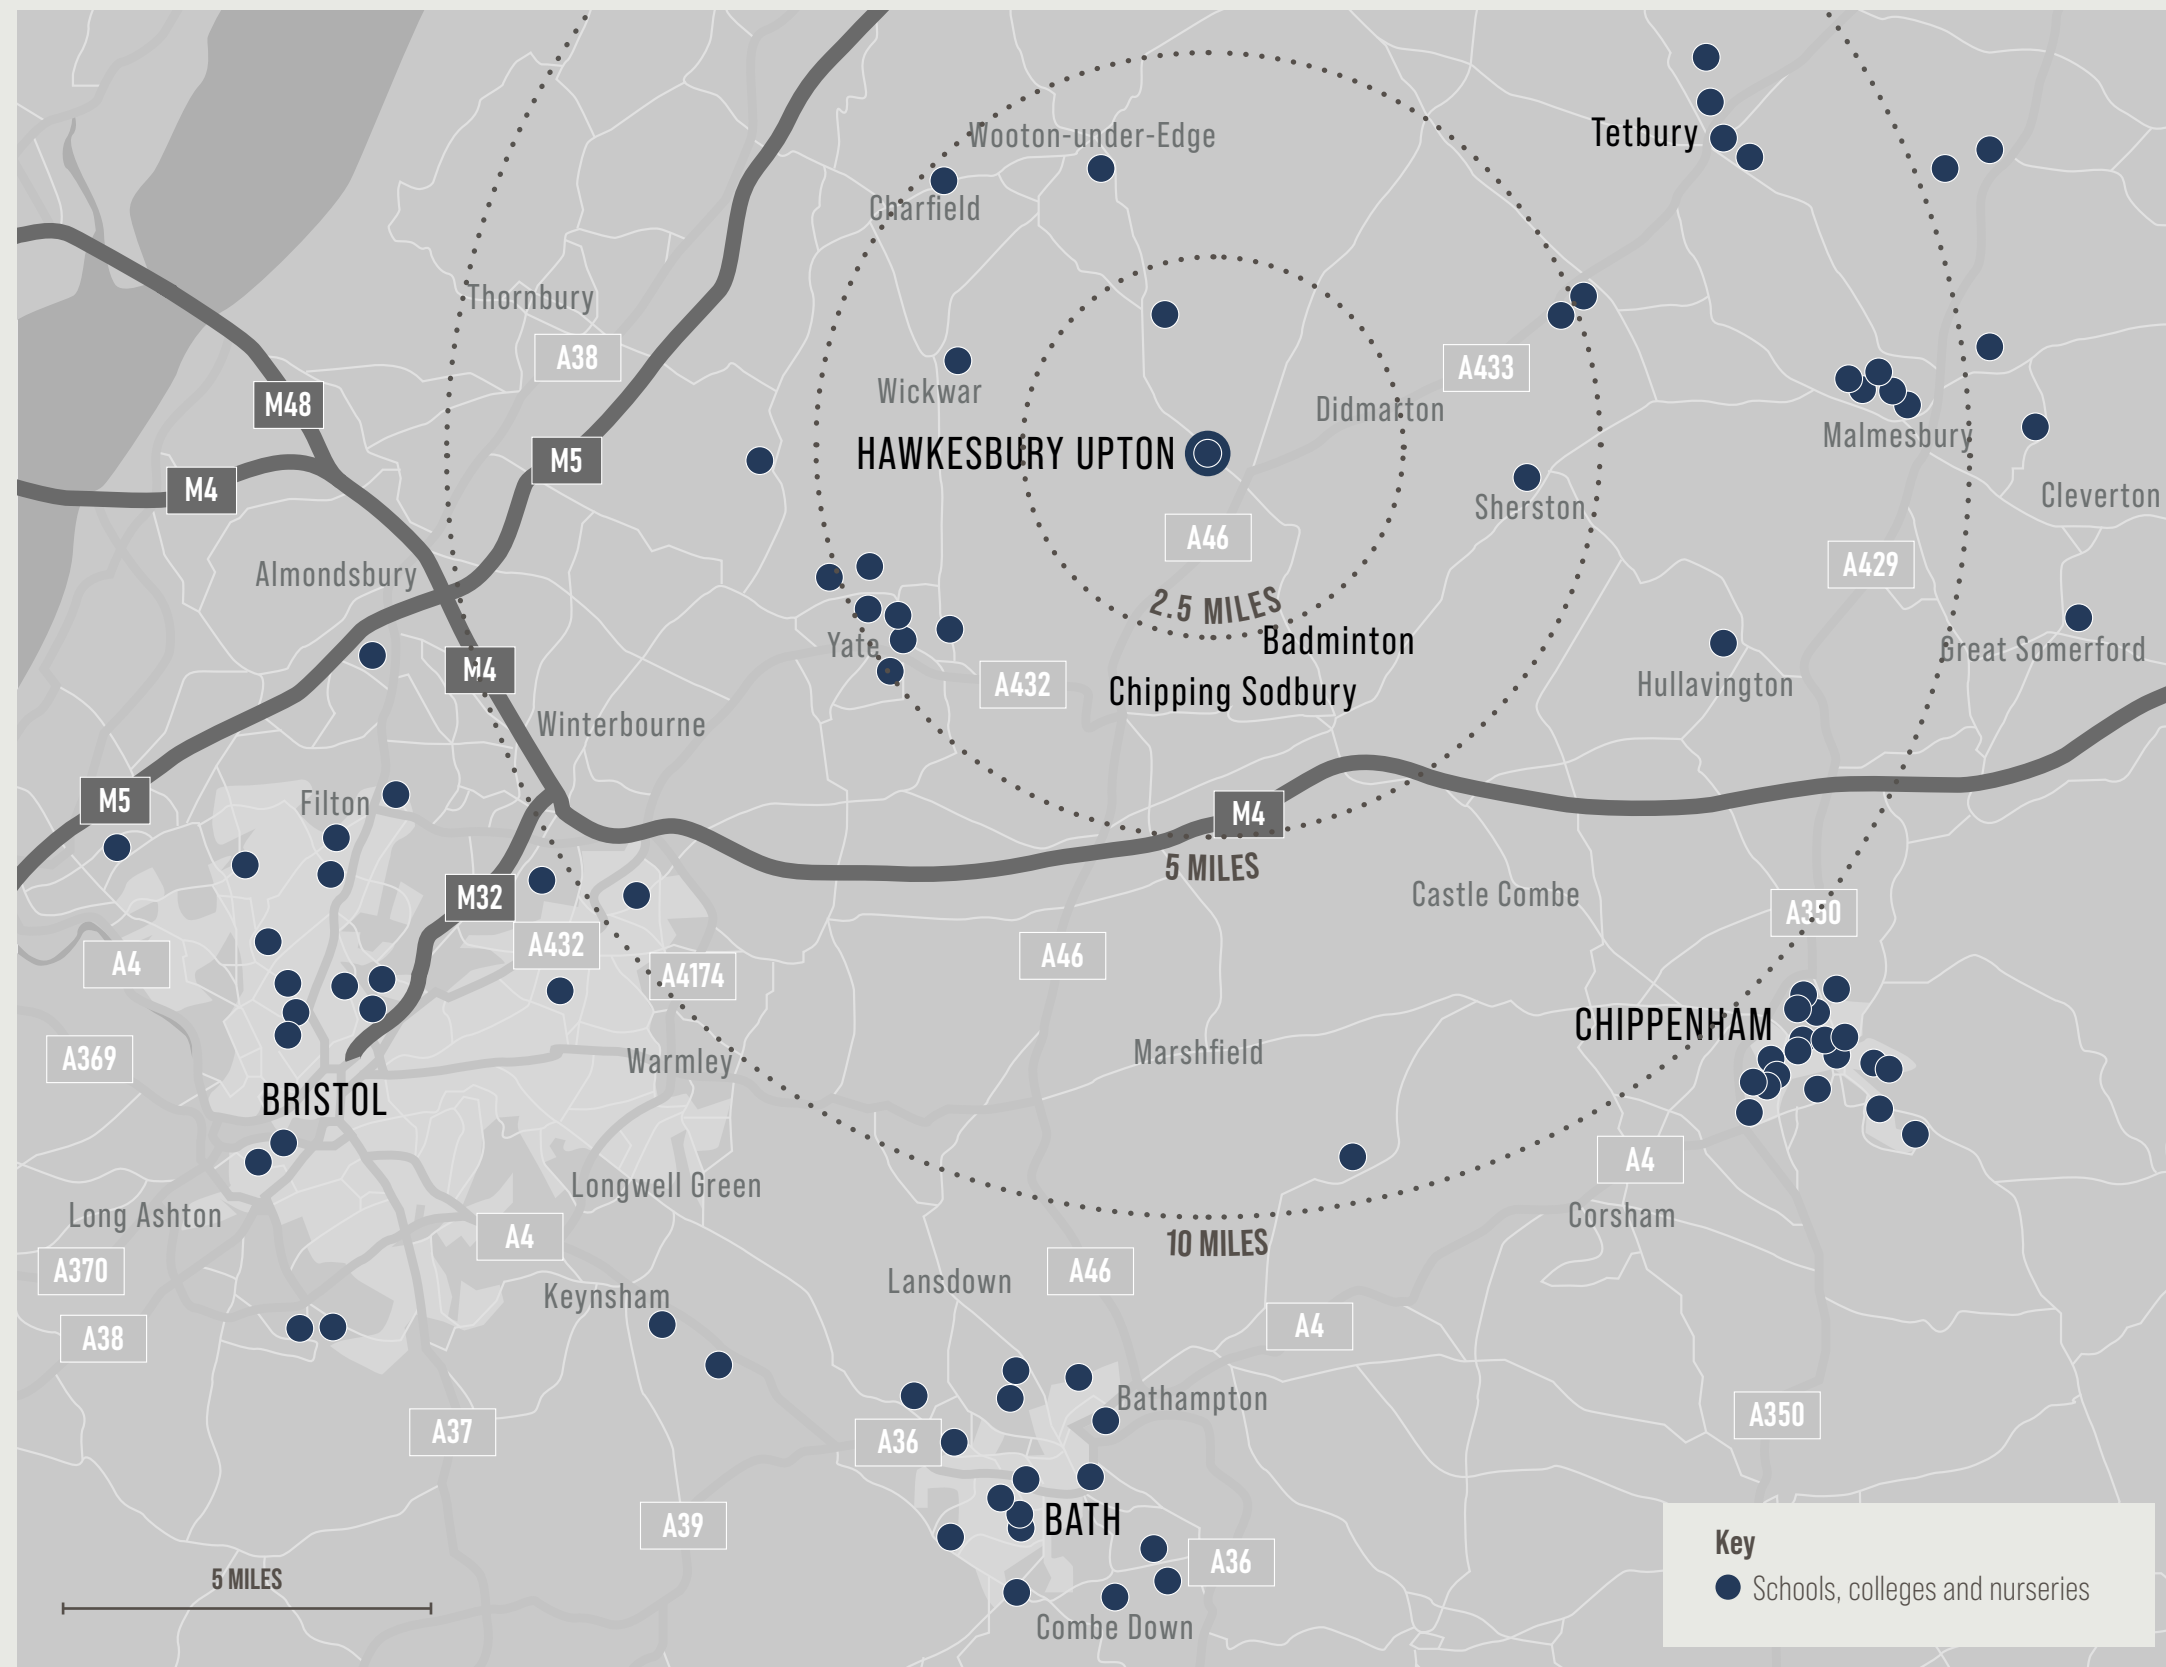 Tetbury
Wooton-under-Edge
Charfield
Thornbury
A38
A433
M48
Wickwar
Didmarton
Malmesbury
HAWKESBURY UPTON
M5
M4
Cleverton
Sherston
A46
A429
Almondsbury
2.5 MILES
Yate
Badminton
Great Somerford
M4
A432
Hullavington
Chipping Sodbury
Winterbourne
M5
Filton
M4
5 MILES
M32
Castle Combe
A350
A432
A46
A4
A4174
CHIPPENHAM
A369
Warmley
Marshfield
BRISTOL
A4
Longwell Green
Long Ashton
Corsham
A4
10 MILES
A370
Lansdown
A46
Keynsham
A4
A38
Bathampton
A350
A37
A36
BATH
A39
Key
A36
5 MILES
Schools, colleges and nurseries
Combe Down